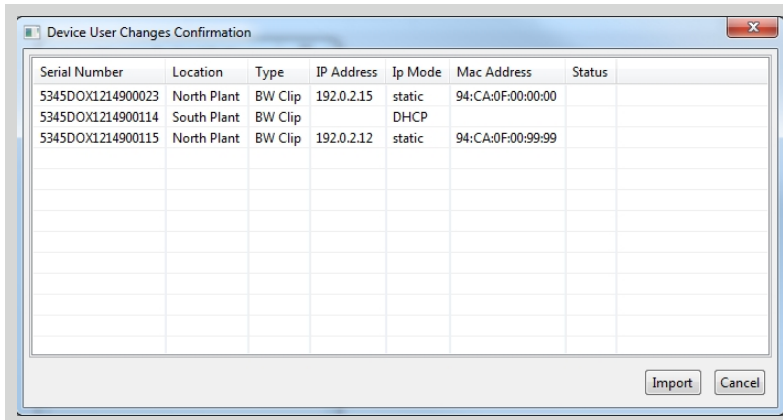 Device User Changes Confirmation
Serial Number Location Type IP Address Ip Mode Mac Address Status
5345DOX1214900023 North Plant BW Clip 192.0.2.15 static 94:CA:0F:00:00:00
5345DOX1214900114 South Plant BW Clip DHCP
5345DOX1214900115 North Plant BW Clip 192.0.2.12 static 94:CA:0F:00:99:99
Import Cancel